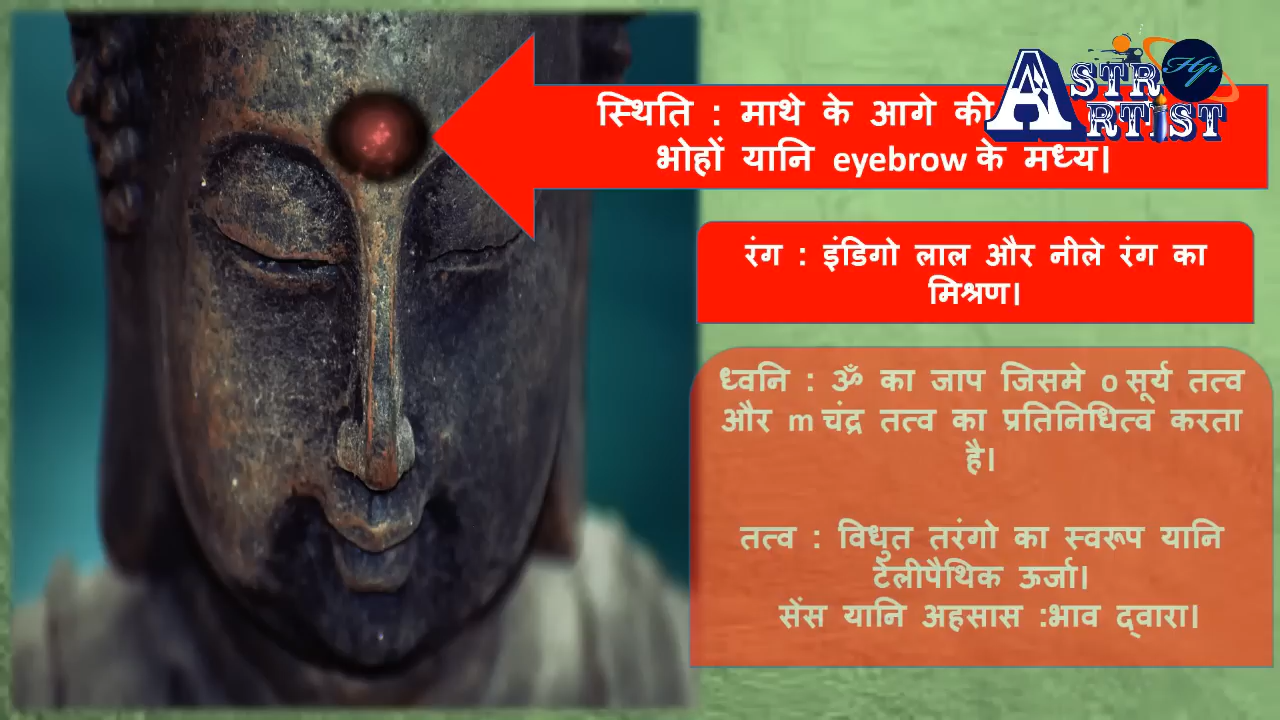 स्थिति : माथे के आगे की
भोहों यानि eyebrow के मध्य।
ASTRO
Hp
ARTiST
रंग : इंडिगो लाल और नीले रंग का
मिश्रण।
ध्वनि : ॐ का जाप जिसमे o सूर्य तत्व
और m चंद्र तत्व का प्रतिनिधित्व करता
है।
तत्व : विधुत तरंगो का स्वरूप यानि
टेलीपैथिक ऊर्जा।
सेंस यानि अहसास :भाव द्वारा।